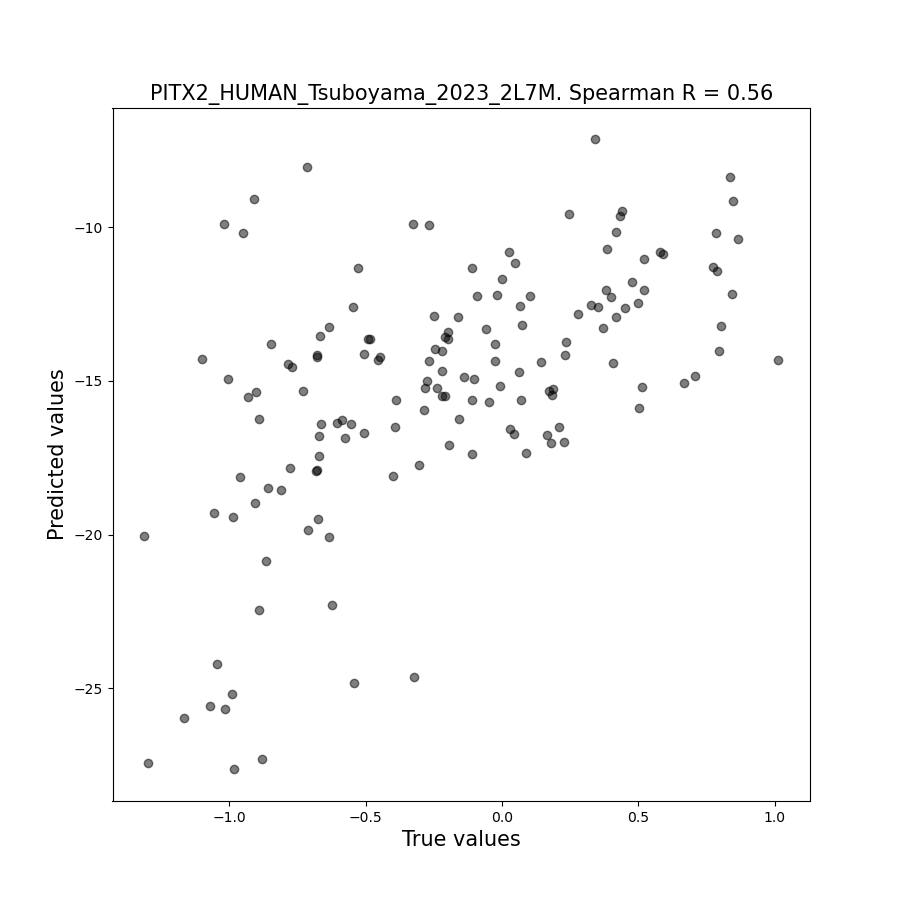 PITX2_HUMAN_Tsuboyama_2023_2L7M. Spearman R = 0.56
Predicted values
−10
−15
−20
−25
−1.0 −0.5 0.0 0.5 1.0
True values